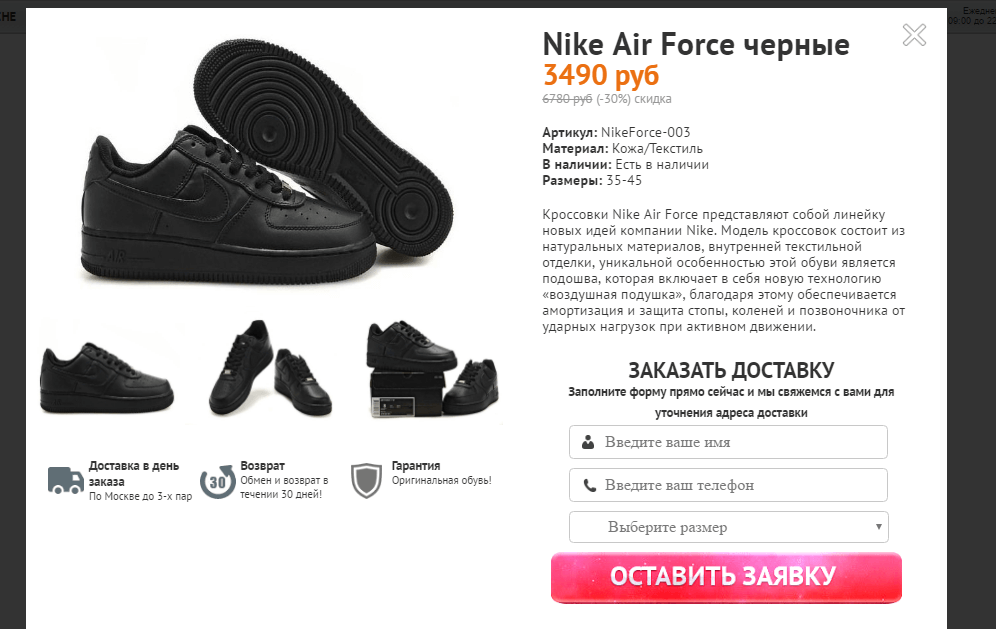 НЕ
Ежедне
09:00 до 22
Nike Air Force черные
3490 руб
6780 руб (-30%) скидка
Артикул: NikeForce-003
Материал: Кожа/Текстиль
В наличии: Есть в наличии
Размеры: 35-45
Кроссовки Nike Air Force представляют собой линейку
новых идей компании Nike. Модель кроссовок состоит из
натуральных материалов, внутренней текстильной
отделки, уникальной особенностью этой обуви является
подошва, которая включает в себя новую технологию
«воздушная подушка», благодаря этому обеспечивается
амортизация и защита стопы, коленей и позвоночника от
ударных нагрузок при активном движении.
ЗАКАЗАТЬ ДОСТАВКУ
Заполните форму прямо сейчас и мы свяжемся с вами для
уточнения адреса доставки
Введите ваше имя
Введите ваш телефон
Выберите размер
ОСТАВИТЬ ЗАЯВКУ
Доставка в день
заказа
По Москве до 3-х пар
30
Возврат
Обмен и возврат в
течении 30 дней!
Гарантия
Оригинальная обувь!
AIR